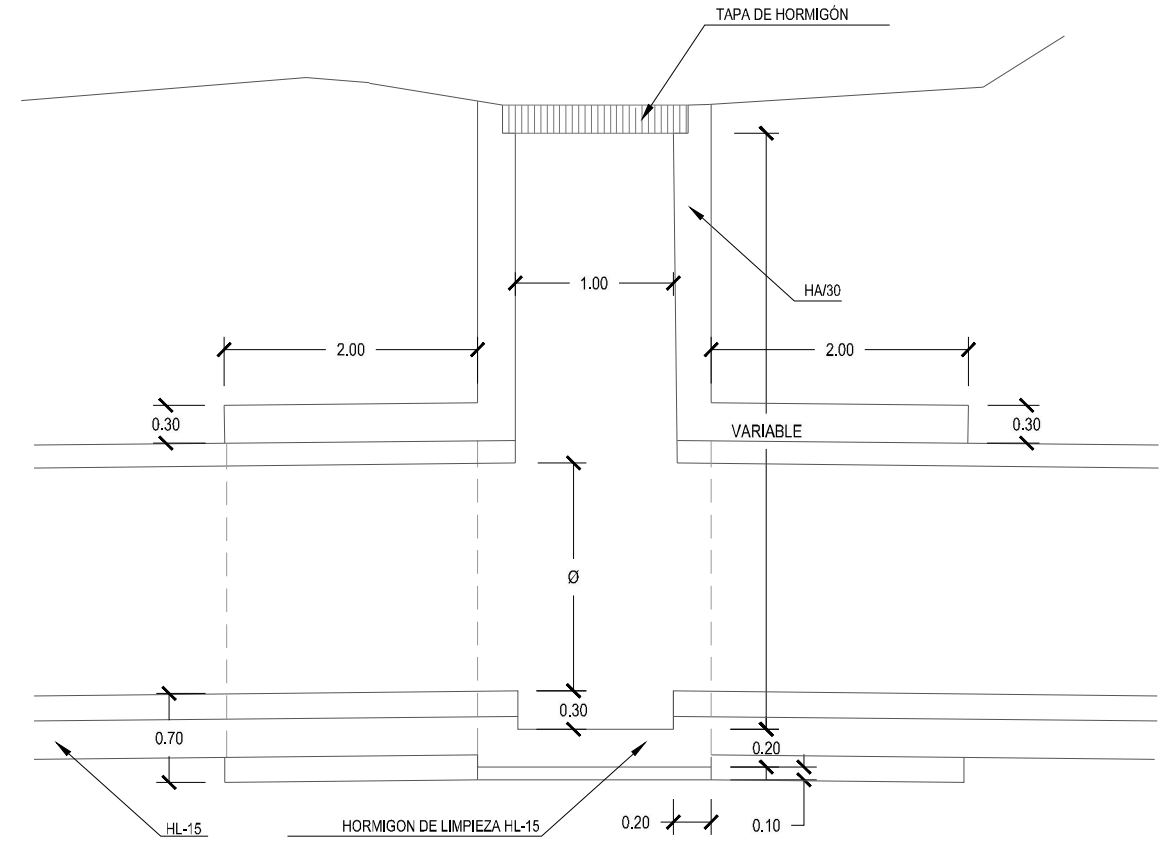 TAPA DE HORMIGÓN
1.00
HA/30
2.00
2.00
0.30
0.30
VARIABLE
Ø
0.30
0.70
0.20
HL-15
HORMIGON DE LIMPIEZA HL-15
0.20
0.10